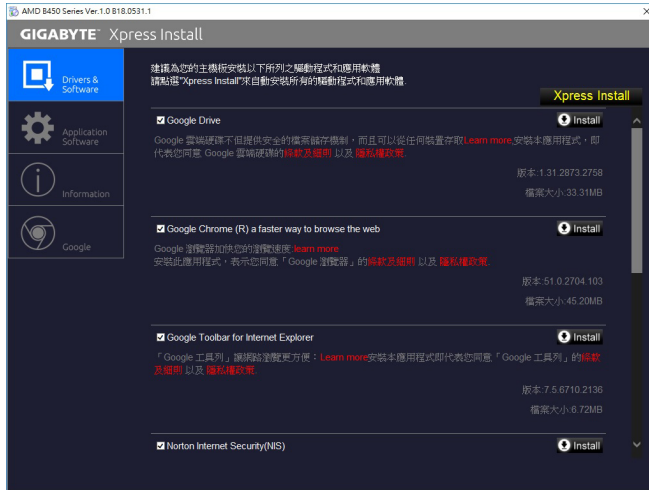 AMD B450 Series Ver.1.0 B18.0531.1
GIGABYTE™ Xpress Install
Drivers &
Software
Application
Software
Information
Google
建議為您的主機板安裝以下所列之驅動程式和應用軟體
請點選"Xpress Install"來自動安裝所有的驅動程式和應用軟體.
Xpress Install
Google Drive
Install
Google 雲端硬碟不但提供安全的檔案儲存機制，而且可以從任何裝置存取Learn more.安裝本應用程式，即
代表您同意 Google 雲端硬碟的條款及細則 以及 隱私權政策.
版本:1.31.2873.2758
檔案大小:33.31MB
Google Chrome (R) a faster way to browse the web
Install
Google 瀏覽器加快您的瀏覽速度:learn more
安裝此應用程式，表示您同意「Google 瀏覽器」的條款及細則 以及 隱私權政策.
版本:51.0.2704.103
檔案大小:45.20MB
Google Toolbar for Internet Explorer
Install
「Google 工具列」讓網路瀏覽更方便：Learn more安裝本應用程式即代表您同意「Google 工具列」的條款
及細則 以及 隱私權政策.
版本:7.5.6710.2136
檔案大小:6.72MB
Norton Internet Security(NIS)
Install